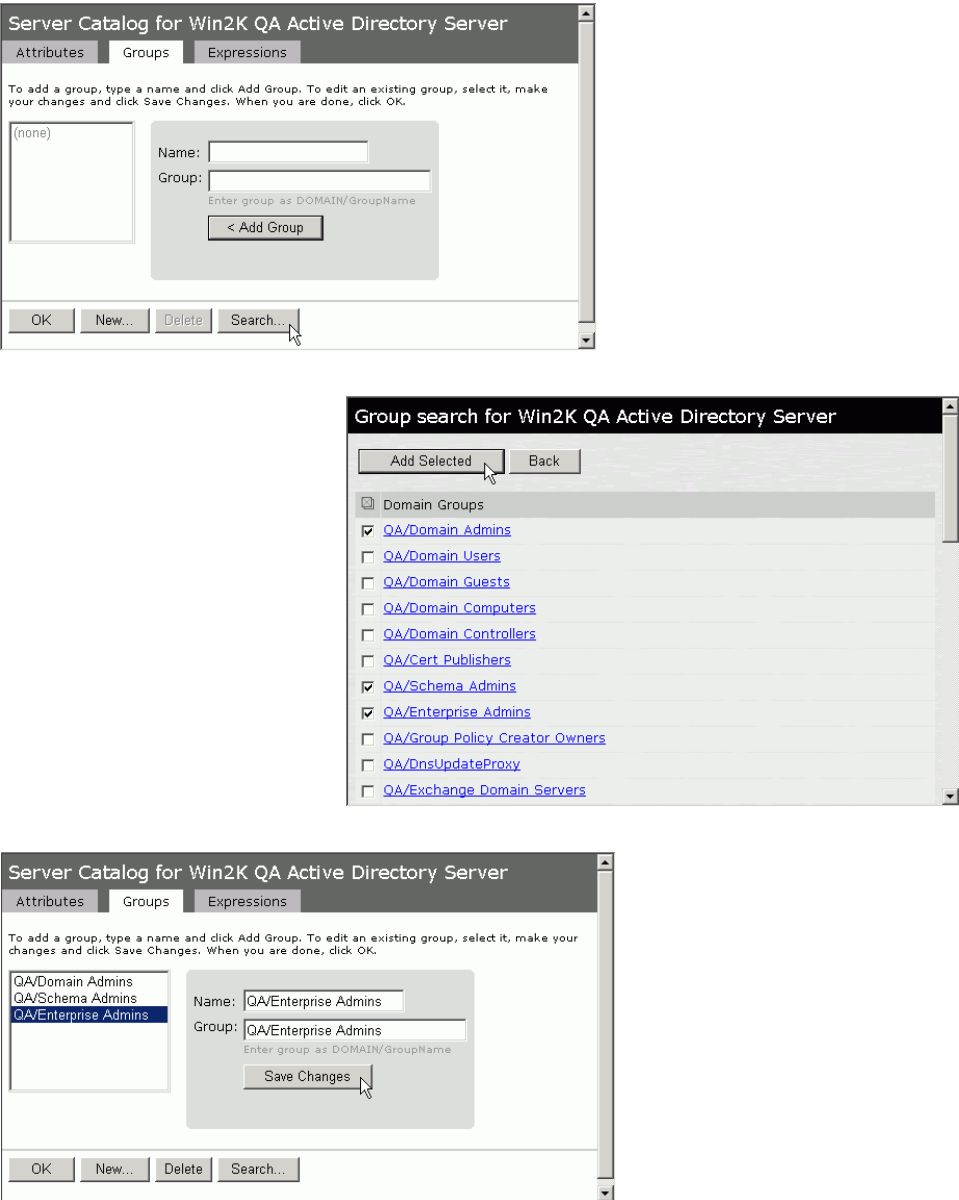 Server Catalog for Win2K QA Active Directory Server
Attributes Groups Expressions
To add a group, type a name and click Add Group. To edit an existing group, select it, make
your changes and click Save Changes. When you are done, click OK.
(none)
Name:
Group:
Enter group as DOMAIN/GroupName
< Add Group
OK New... Delete Search...
Group search for Win2K QA Active Directory Server
Add Selected Back
Domain Groups
QA/Domain Admins
QA/Domain Users
QA/Domain Guests
QA/Domain Computers
QA/Domain Controllers
QA/Cert Publishers
QA/Schema Admins
QA/Enterprise Admins
QA/Group Policy Creator Owners
QA/DnsUpdateProxy
QA/Exchange Domain Servers
Server Catalog for Win2K QA Active Directory Server
Attributes Groups Expressions
To add a group, type a name and click Add Group. To edit an existing group, select it, make your
changes and click Save Changes. When you are done, click OK.
QA/Domain Admins
QA/Schema Admins
QA/Enterprise Admins
Name: QA/Enterprise Admins
Group: QA/Enterprise Admins
Enter group as DOMAIN/GroupName
Save Changes
OK New... Delete Search...